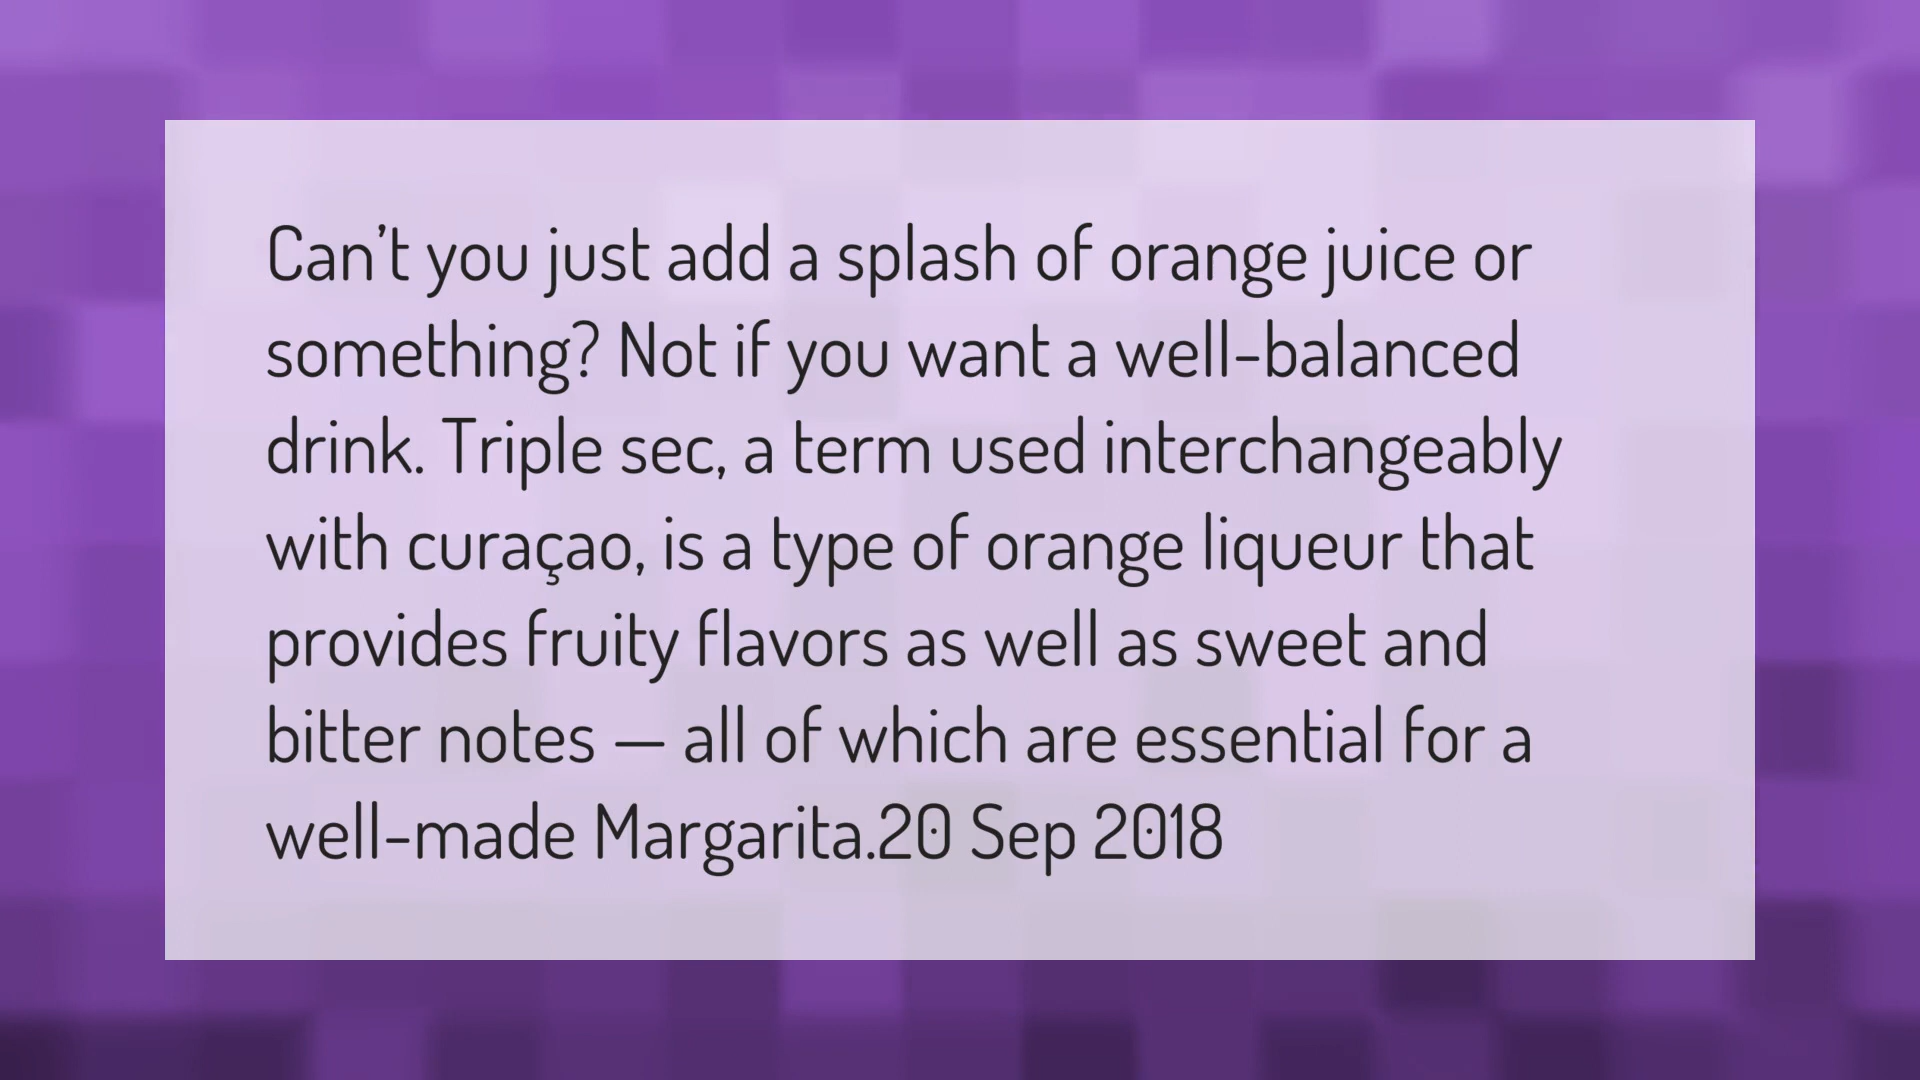 Can’t you just add a splash of orange juice or
something? Not if you want a well-balanced
drink. Triple sec, a term used interchangeably
with curaçao, is a type of orange liqueur that
provides fruity flavors as well as sweet and
bitter notes — all of which are essential for a
well-made Margarita.20 Sep 2018